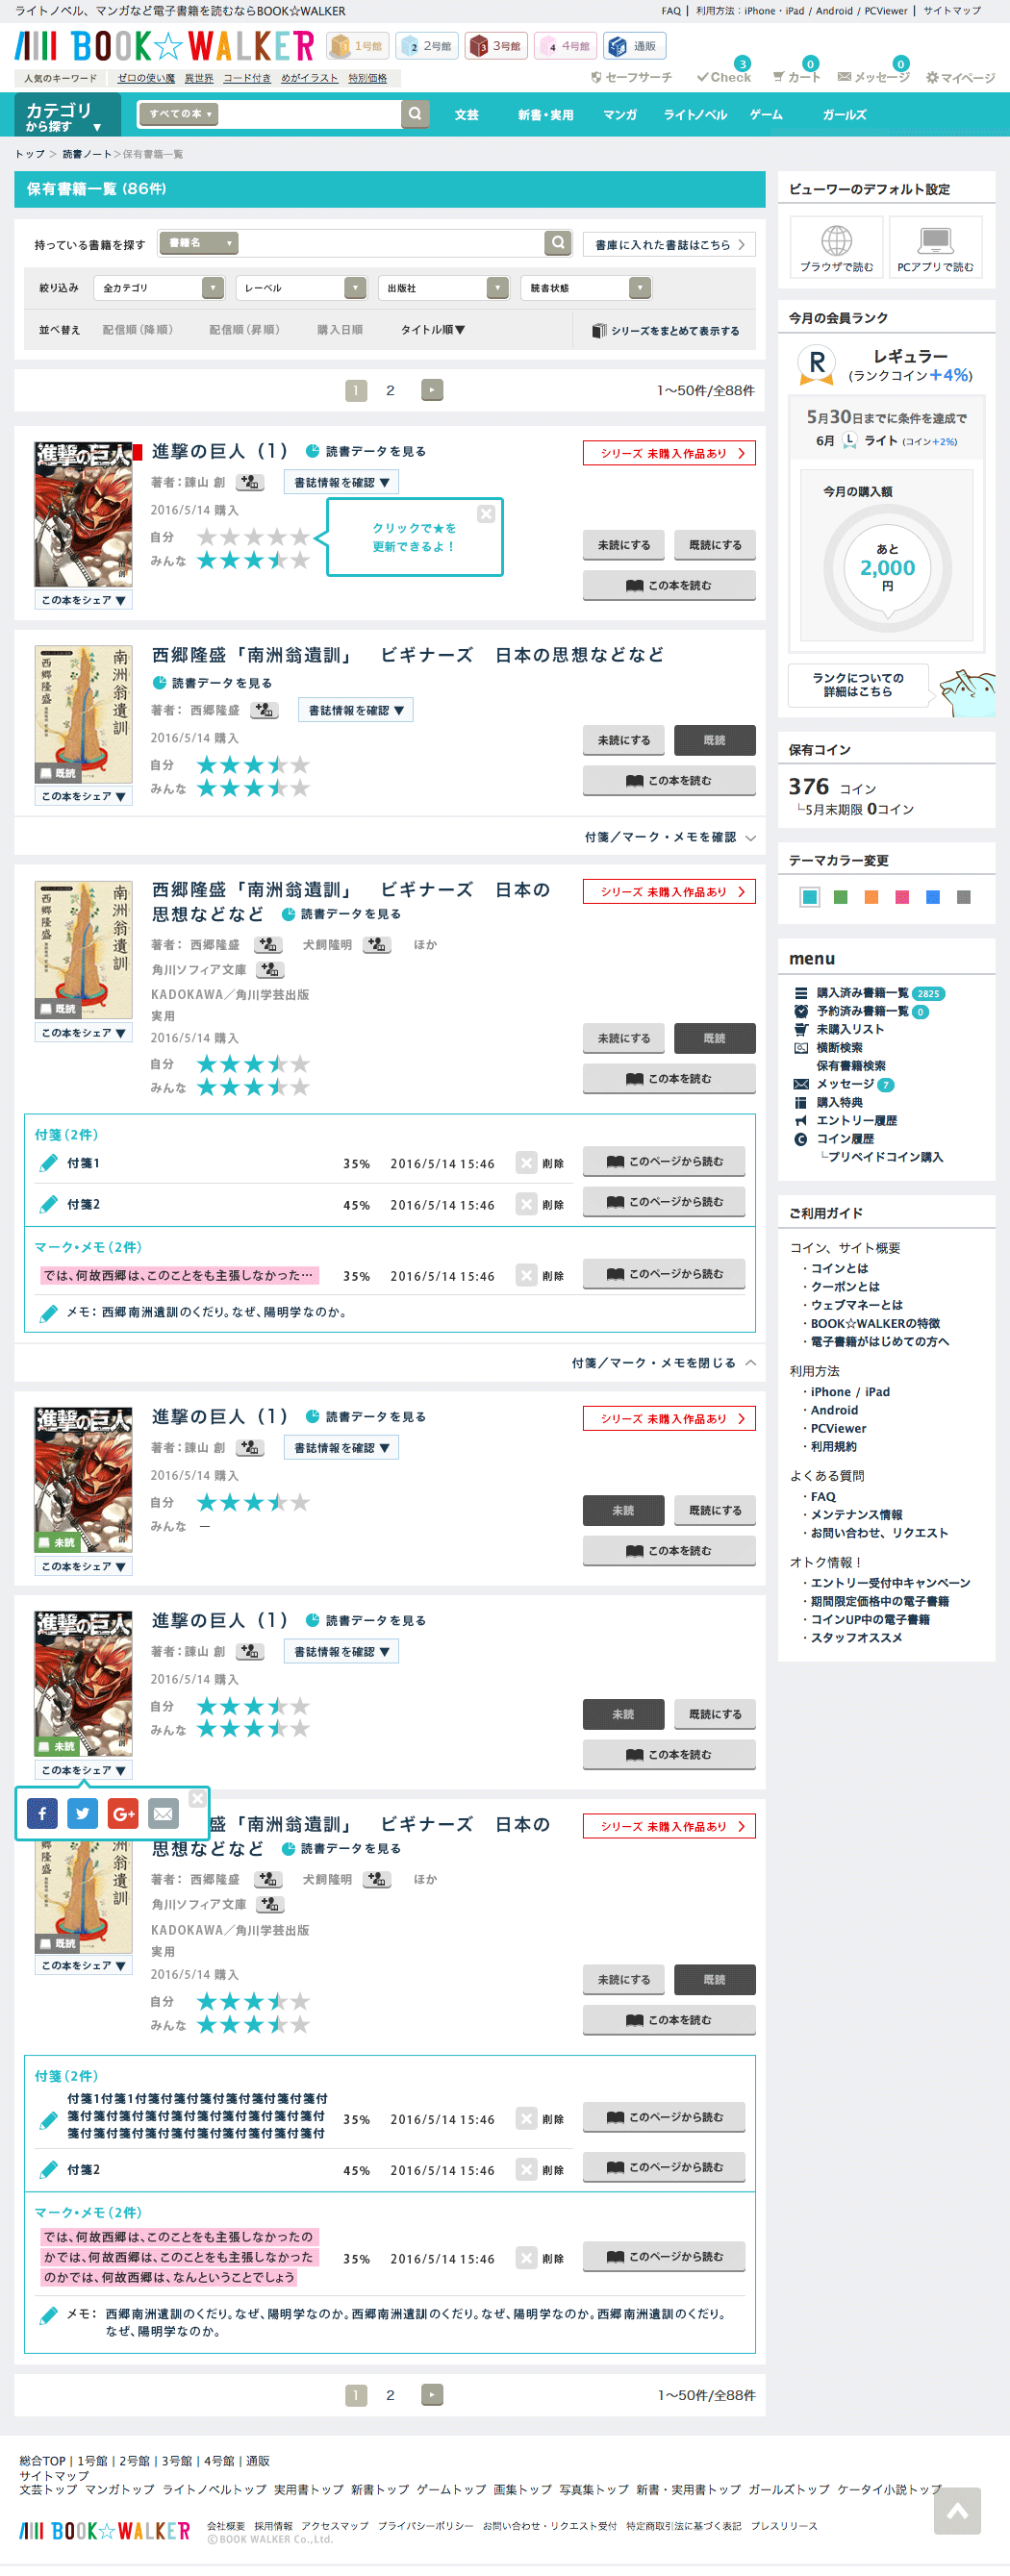 ライトノベル、マンガなど電子書籍を読むならBOOK☆WALKER
FAQ | 利用方法：iPhone・iPad / Android / PCViewer | サイトマップ
BOOK☆WALKER
1号館 2号館 3号館 4号館 通販
人気のキーワード ゼロの使い魔 異世界 コード付き めがイラスト 特別価格
セーフサーチ Check 3 カート 0 メッセージ 0 マイページ
カテゴリ
から探す ▼
すべての本 ▼
文芸 新書・実用 マンガ ライトノベル ゲーム ガールズ
トップ ＞ 読書ノート＞保有書籍一覧
保有書籍一覧 (86件)
持っている書籍を探す 書籍名 ▼ 書庫に入れた書誌はこちら
絞り込み 全カテゴリ レーベル 出版社 読書状態
並べ替え 配信順（降順） 配信順（昇順） 購入日順 タイトル順▼ シリーズをまとめて表示する
1 2 1〜50件/全88件
進撃の巨人
進撃の巨人（1） 読書データを見る シリーズ 未購入作品あり
著者：諫山 創 書誌情報を確認 ▼
2016/5/14 購入
クリックで★を
更新できるよ！
自分 ★★★★★
みんな ★★★★★
未読にする 既読にする
この本を読む
この本をシェア ▼
南洲翁遺訓
西郷隆盛
西郷隆盛「南洲翁遺訓」　ビギナーズ　日本の思想などなど
読書データを見る
著者： 西郷隆盛 書誌情報を確認 ▼
2016/5/14 購入
自分 ★★★★★
みんな ★★★★★
未読にする 既読
この本を読む
既読
この本をシェア ▼
付箋／マーク・メモを確認
南洲翁遺訓
西郷隆盛
西郷隆盛「南洲翁遺訓」　ビギナーズ　日本の
思想などなど 読書データを見る
シリーズ 未購入作品あり
著者： 西郷隆盛 犬飼隆明 ほか
角川ソフィア文庫
KADOKAWA／角川学芸出版
実用
2016/5/14 購入
自分 ★★★★★
みんな ★★★★★
未読にする 既読
この本を読む
既読
この本をシェア ▼
付箋（2件）
付箋1 35% 2016/5/14 15:46 削除 このページから読む
付箋2 45% 2016/5/14 15:46 削除 このページから読む
マーク・メモ（2件）
では、何故西郷は、このことをも主張しなかった… 35% 2016/5/14 15:46 削除 このページから読む
メモ： 西郷南洲遺訓のくだり。なぜ、陽明学なのか。
付箋／マーク・メモを閉じる
進撃の巨人
進撃の巨人（1） 読書データを見る シリーズ 未購入作品あり
著者：諫山 創 書誌情報を確認 ▼
2016/5/14 購入
自分 ★★★★★
みんな ―
未読 既読にする
この本を読む
未読
この本をシェア ▼
進撃の巨人
進撃の巨人（1） 読書データを見る
著者：諫山 創 書誌情報を確認 ▼
2016/5/14 購入
自分 ★★★★★
みんな ★★★★★
未読 既読にする
この本を読む
未読
この本をシェア ▼
f G+
盛「南洲翁遺訓」　ビギナーズ　日本の
思想などなど 読書データを見る
シリーズ 未購入作品あり
翁遺訓
隆盛
著者： 西郷隆盛 犬飼隆明 ほか
角川ソフィア文庫
KADOKAWA／角川学芸出版
実用
2016/5/14 購入
自分 ★★★★★
みんな ★★★★★
未読にする 既読
この本を読む
既読
この本をシェア ▼
付箋（2件）
付箋1付箋1付箋付箋付箋付箋付箋付箋付箋付
箋付箋付箋付箋付箋付箋付箋付箋付箋付箋付
箋付箋付箋付箋付箋付箋付箋付箋付箋付箋付
35% 2016/5/14 15:46 削除 このページから読む
付箋2 45% 2016/5/14 15:46 削除 このページから読む
マーク・メモ（2件）
では、何故西郷は、このことをも主張しなかったの
かでは、何故西郷は、このことをも主張しなかった
のかでは、何故西郷は、なんということでしょう
35% 2016/5/14 15:46 削除 このページから読む
メモ： 西郷南洲遺訓のくだり。なぜ、陽明学なのか。西郷南洲遺訓のくだり。なぜ、陽明学なのか。西郷南洲遺訓のくだり。
なぜ、陽明学なのか。
1 2 1〜50件/全88件
ビューワーのデフォルト設定
ブラウザで読む PCアプリで読む
今月の会員ランク
R レギュラー
(ランクコイン+4%)
5月30日までに条件を達成で
6月 L ライト (コイン+2%)
今月の購入額
あと
2,000
円
ランクについての
詳細はこちら
保有コイン
376 コイン
└5月末期限 0コイン
テーマカラー変更
menu
購入済み書籍一覧 2825
予約済み書籍一覧 0
未購入リスト
横断検索
保有書籍検索
メッセージ 7
購入特典
エントリー履歴
コイン履歴
└プリペイドコイン購入
ご利用ガイド
コイン、サイト概要
・コインとは
・クーポンとは
・ウェブマネーとは
・BOOK☆WALKERの特徴
・電子書籍がはじめての方へ
利用方法
・iPhone / iPad
・Android
・PCViewer
・利用規約
よくある質問
・FAQ
・メンテナンス情報
・お問い合わせ、リクエスト
オトク情報！
・エントリー受付中キャンペーン
・期間限定価格中の電子書籍
・コインUP中の電子書籍
・スタッフオススメ
総合TOP | 1号館 | 2号館 | 3号館 | 4号館 | 通販
サイトマップ
文芸トップ マンガトップ ライトノベルトップ 実用書トップ 新書トップ ゲームトップ 画集トップ 写真集トップ 新書・実用書トップ ガールズトップ ケータイ小説トップ
BOOK☆WALKER
会社概要 採用情報 アクセスマップ プライバシーポリシー お問い合わせ・リクエスト受付 特定商取引法に基づく表記 プレスリリース
©BOOK WALKER Co.,Ltd.